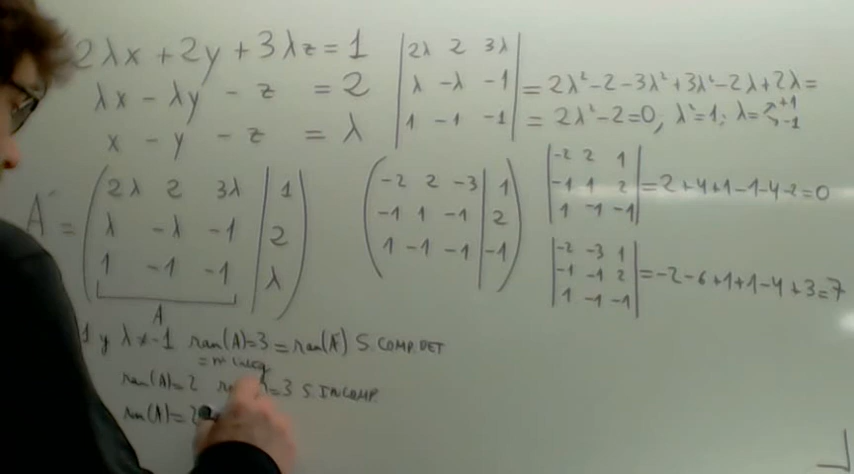 2λx + 2y + 3λz = 1
λx - λy - z = 2
x - y - z = λ
| 2λ 2 3λ |
| λ -λ -1 | = 2λ²-2-3λ²+3λ²-2λ+2λ=
| 1 -1 -1 | = 2λ²-2=0, λ²=1; λ= +1 -1
A* = ( 2λ 2 3λ | 1 )
( λ -λ -1 | 2 )
( 1 -1 -1 | λ )
A
( -2 2 -3 | 1 )
( -1 1 -1 | 2 )
( 1 -1 -1 | -1 )
| -2 2 1 |
| -1 1 2 | = 2+4+1-1-4-2=0
| 1 -1 -1 |
| -2 -3 1 |
| -1 -1 2 | = -2-6+1+1-4+3=7
| 1 -1 -1 |
1 y λ≠-1 ran(A)=3=ran(A*) S. COMP. DET
= nº incog
ran(A)=2 =3 S. INCOMP.
ran(A)=2